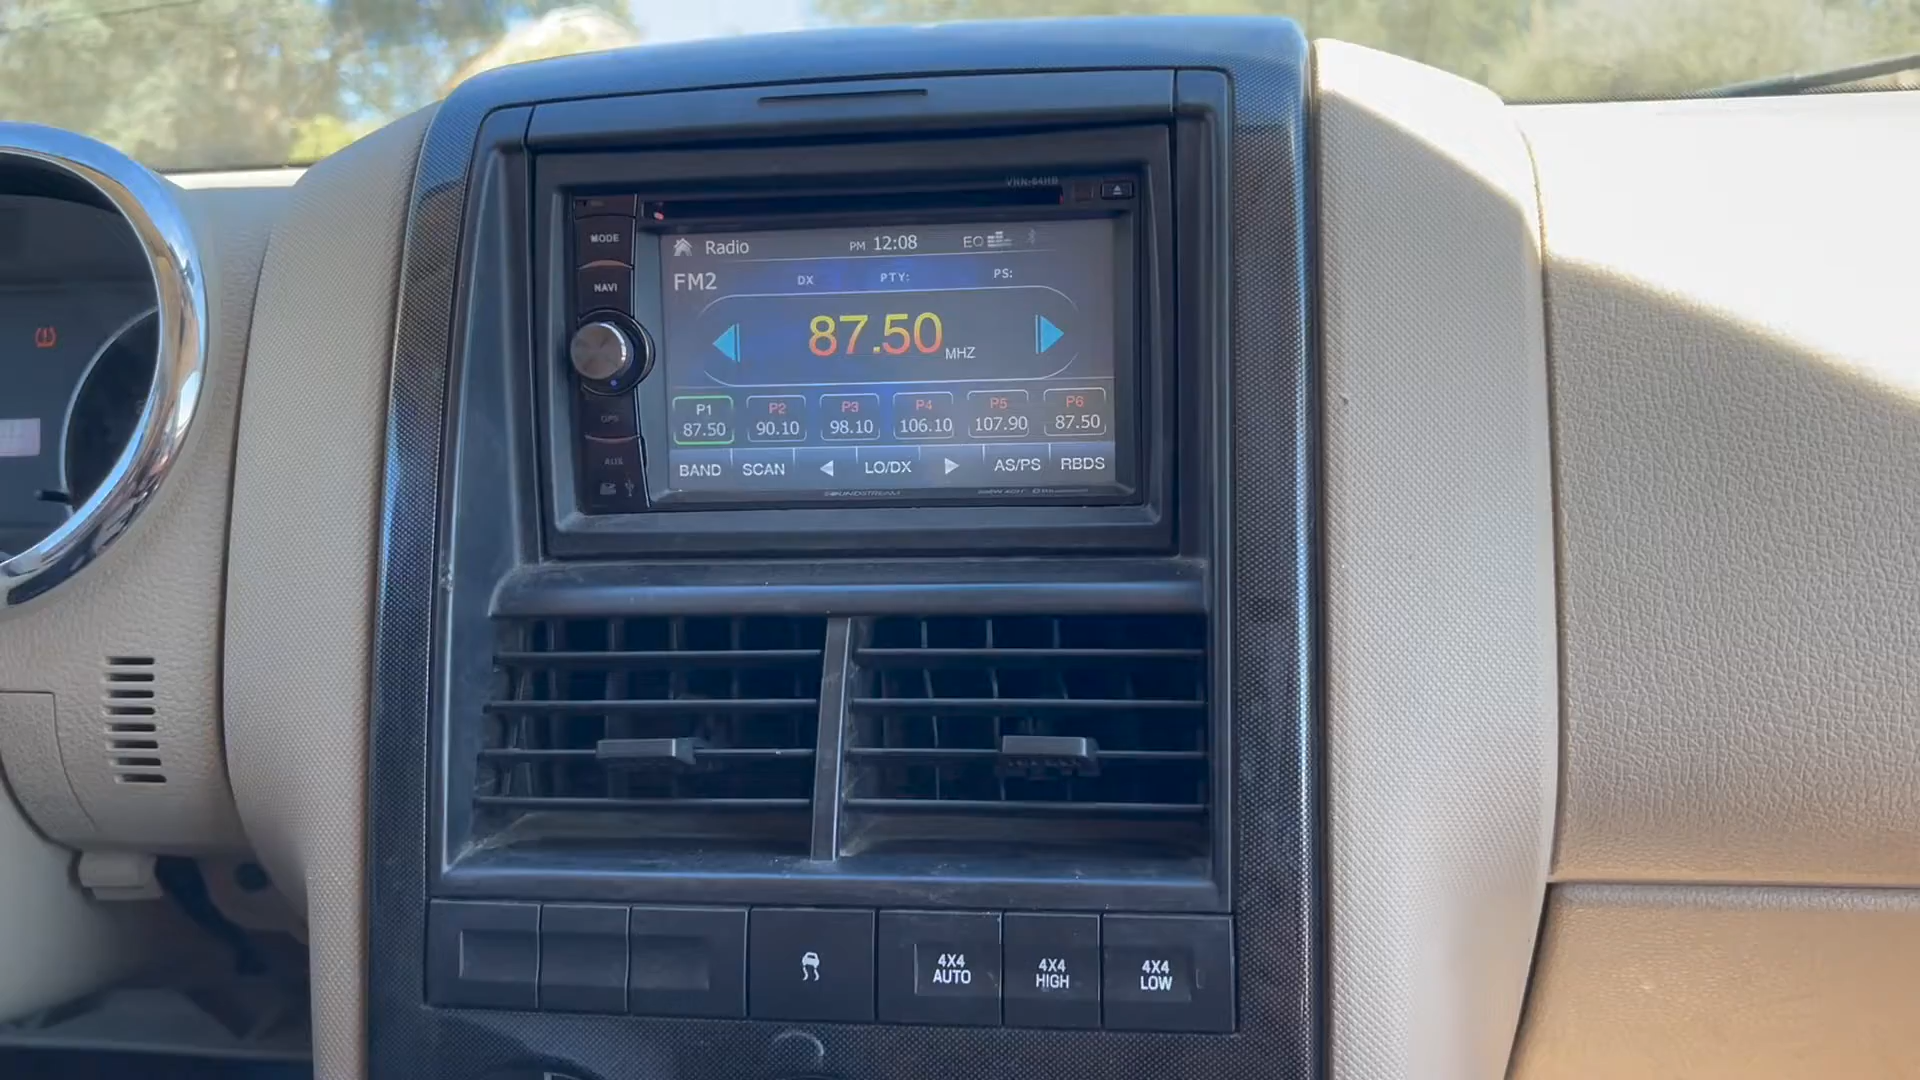 VRN-64HB
MODE
NAVI
GPS
AUX
Radio PM 12:08 EQ
FM2 DX PTY: PS:
87.50 MHZ
P1 P2 P3 P4 P5 P6
87.50 90.10 98.10 106.10 107.90 87.50
BAND SCAN LO/DX AS/PS RBDS
SOUNDSTREAM
4X4 AUTO
4X4 HIGH
4X4 LOW